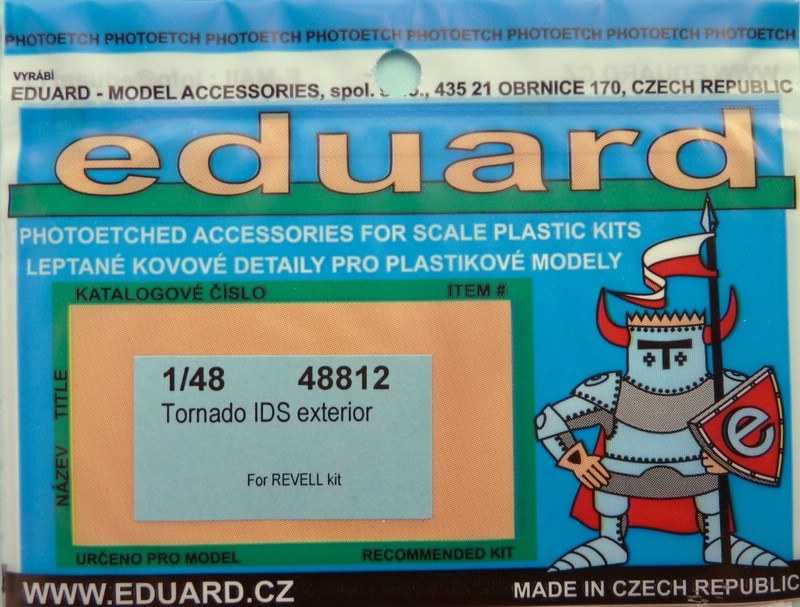 PHOTOETCH PHOTOETCH PHOTOETCH PHOTOETCH PHOTOETCH PHOTOETCH PHOTOETCH PHOTOETCH
VYRÁBÍ
EDUARD - MODEL ACCESSORIES, spol. 435 21 OBRNICE 170, CZECH REPUBLIC
eduard
PHOTOETCHED ACCESSORIES FOR SCALE PLASTIC KITS
LEPTANÉ KOVOVÉ DETAILY PRO PLASTIKOVÉ MODELY
KATALOGOVÉ ČÍSLO ITEM #
NÁZEV TITLE
1/48 48812
Tornado IDS exterior
For REVELL kit
e
URČENO PRO MODEL RECOMMENDED KIT
WWW.EDUARD.CZ MADE IN CZECH REPUBLIC